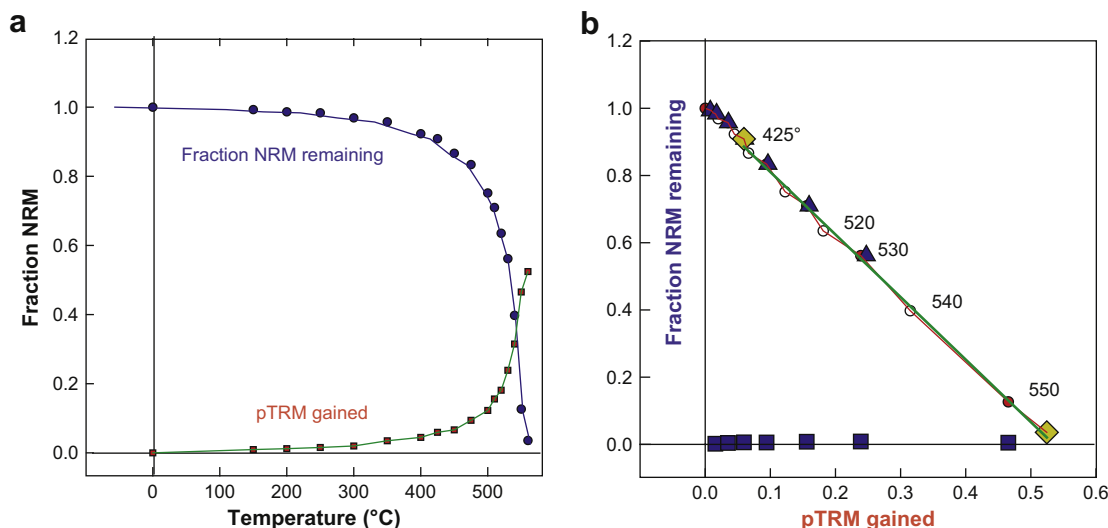 a
Fraction NRM
1.2
1.0
0.8
0.6
0.4
0.2
0.0
Fraction NRM remaining
pTRM gained
0 100 200 300 400 500
Temperature (°C)
b
Fraction NRM remaining
1.2
1.0
0.8
0.6
0.4
0.2
0.0
425°
520
530
540
550
0.0 0.1 0.2 0.3 0.4 0.5 0.6
pTRM gained